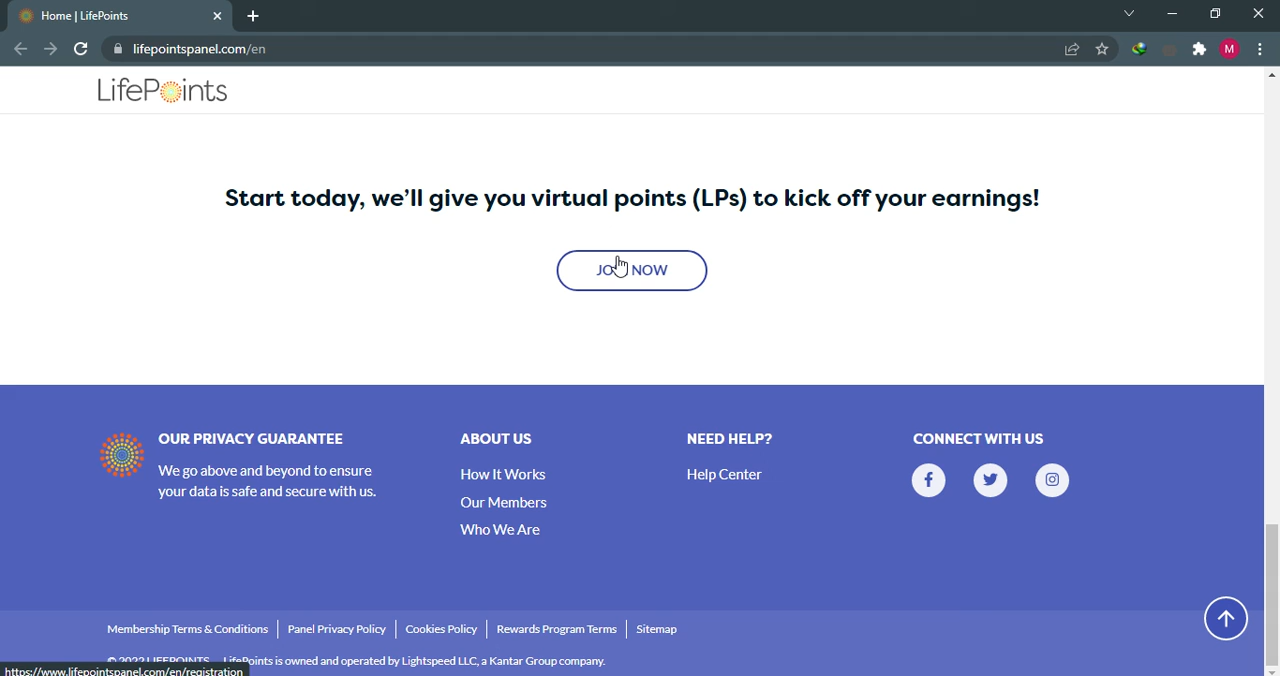 Home | LifePoints
lifepointspanel.com/en
M
LifePoints
Start today, we'll give you virtual points (LPs) to kick off your earnings!
NOW
OUR PRIVACY GUARANTEE
We go above and beyond to ensure
your data is safe and secure with us.
ABOUT US
How It Works
Our Members
Who We Are
NEED HELP?
Help Center
CONNECT WITH US
Membership Terms & Conditions
Panel Privacy Policy
Cookies Policy
Rewards Program Terms
Sitemap
© 2022 LIFEPOINTS LifePoints is owned and operated by Lightspeed LLC, a Kantar Group company.
https://www.lifepointspanel.com/en/registration